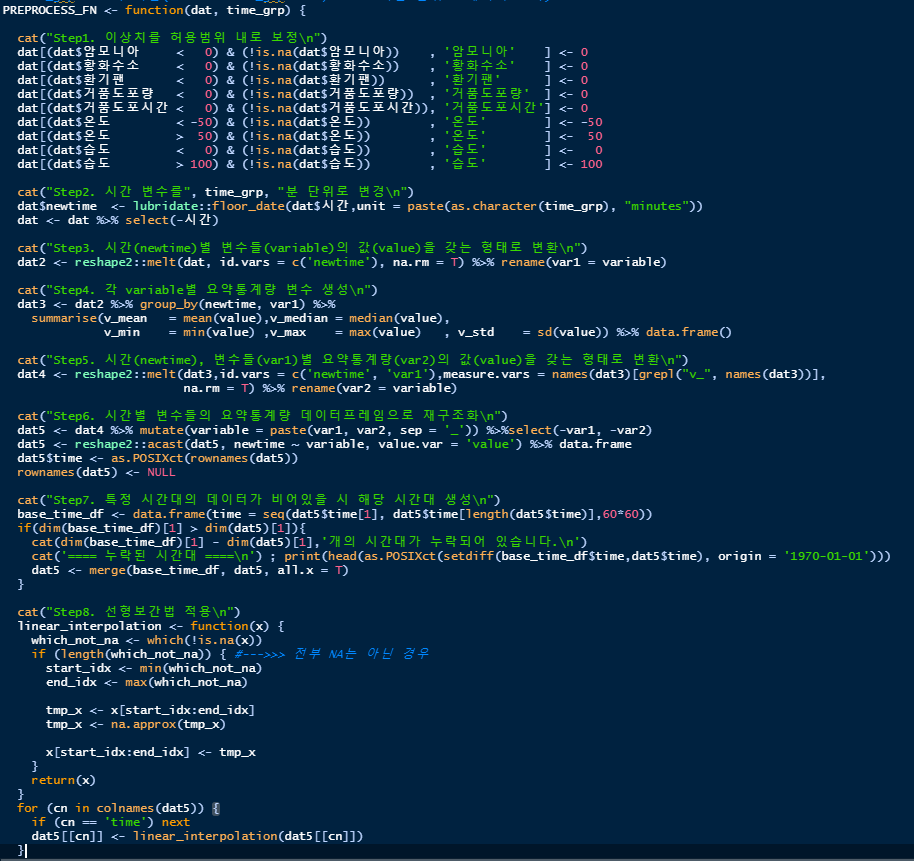 PREPROCESS_FN <- function(dat, time_grp) {

  cat("Step1. 이상치를 허용범위 내로 보정\n")
  dat[(dat$암모니아     <   0) & (!is.na(dat$암모니아))    , '암모니아'    ] <- 0
  dat[(dat$황화수소     <   0) & (!is.na(dat$황화수소))    , '황화수소'    ] <- 0
  dat[(dat$환기팬       <   0) & (!is.na(dat$환기팬))      , '환기팬'      ] <- 0
  dat[(dat$거품도포량   <   0) & (!is.na(dat$거품도포량))  , '거품도포량'  ] <- 0
  dat[(dat$거품도포시간 <   0) & (!is.na(dat$거품도포시간)), '거품도포시간'] <- 0
  dat[(dat$온도         < -50) & (!is.na(dat$온도))        , '온도'        ] <- -50
  dat[(dat$온도         >  50) & (!is.na(dat$온도))        , '온도'        ] <-  50
  dat[(dat$습도         <   0) & (!is.na(dat$습도))        , '습도'        ] <-   0
  dat[(dat$습도         > 100) & (!is.na(dat$습도))        , '습도'        ] <- 100

  cat("Step2. 시간 변수를", time_grp, "분 단위로 변경\n")
  dat$newtime  <- lubridate::floor_date(dat$시간,unit = paste(as.character(time_grp), "minutes"))
  dat <- dat %>% select(-시간)

  cat("Step3. 시간(newtime)별 변수들(variable)의 값(value)을 갖는 형태로 변환\n")
  dat2 <- reshape2::melt(dat, id.vars = c('newtime'), na.rm = T) %>% rename(var1 = variable)

  cat("Step4. 각 variable별 요약통계량 변수 생성\n")
  dat3 <- dat2 %>% group_by(newtime, var1) %>%
    summarise(v_mean   = mean(value),v_median = median(value),
              v_min    = min(value) ,v_max    = max(value)   , v_std    = sd(value)) %>% data.frame()

  cat("Step5. 시간(newtime), 변수들(var1)별 요약통계량(var2)의 값(value)을 갖는 형태로 변환\n")
  dat4 <- reshape2::melt(dat3,id.vars = c('newtime', 'var1'),measure.vars = names(dat3)[grepl("v_", names(dat3))],
                         na.rm = T) %>% rename(var2 = variable)

  cat("Step6. 시간별 변수들의 요약통계량 데이터프레임으로 재구조화\n")
  dat5 <- dat4 %>% mutate(variable = paste(var1, var2, sep = '_')) %>%select(-var1, -var2)
  dat5 <- reshape2::acast(dat5, newtime ~ variable, value.var = 'value') %>% data.frame
  dat5$time <- as.POSIXct(rownames(dat5))
  rownames(dat5) <- NULL

  cat("Step7. 특정 시간대의 데이터가 비어있을 시 해당 시간대 생성\n")
  base_time_df <- data.frame(time = seq(dat5$time[1], dat5$time[length(dat5$time)],60*60))
  if(dim(base_time_df)[1] > dim(dat5)[1]){
    cat(dim(base_time_df)[1] - dim(dat5)[1],'개의 시간대가 누락되어 있습니다.\n')
    cat('==== 누락된 시간대 ====\n') ; print(head(as.POSIXct(setdiff(base_time_df$time,dat5$time), origin = '1970-01-01')))
    dat5 <- merge(base_time_df, dat5, all.x = T)
  }

  cat("Step8. 선형보간법 적용\n")
  linear_interpolation <- function(x) {
    which_not_na <- which(!is.na(x))
    if (length(which_not_na)) { #--->>> 전부 NA는 아닌 경우
      start_idx <- min(which_not_na)
      end_idx <- max(which_not_na)

      tmp_x <- x[start_idx:end_idx]
      tmp_x <- na.approx(tmp_x)

      x[start_idx:end_idx] <- tmp_x
    }
    return(x)
  }
  for (cn in colnames(dat5)) {
    if (cn == 'time') next
    dat5[[cn]] <- linear_interpolation(dat5[[cn]])
  }